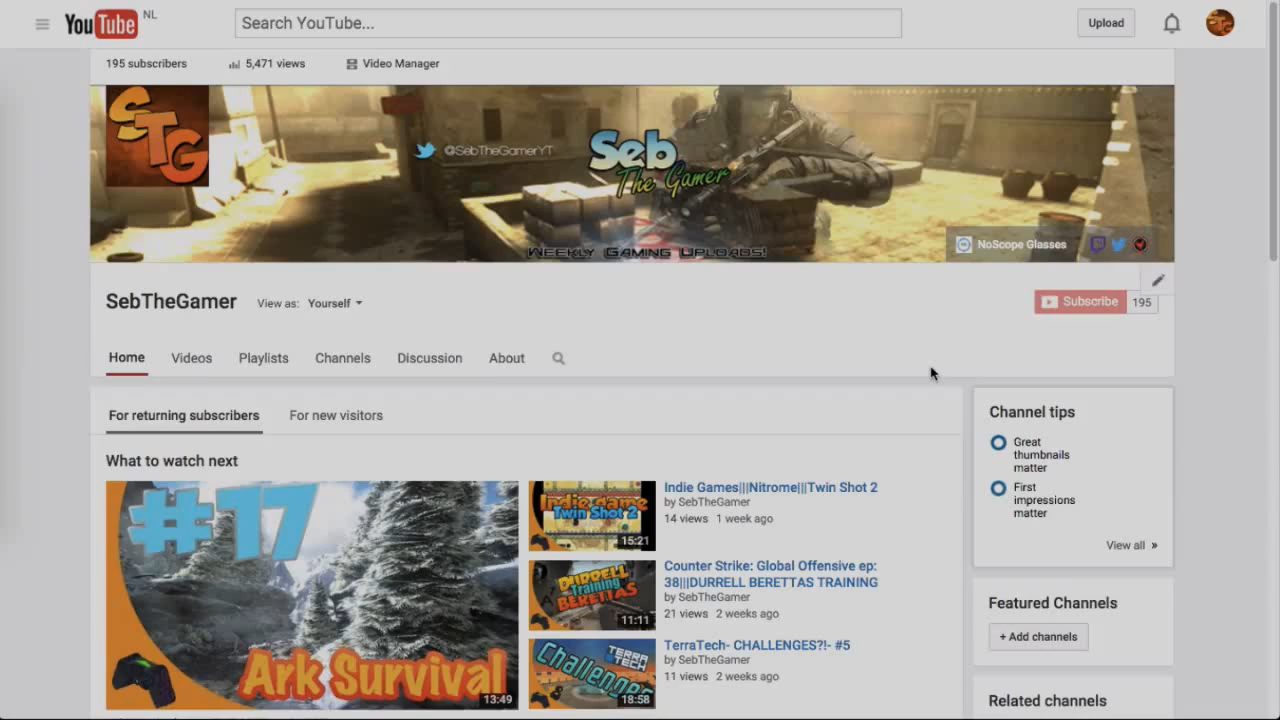 YouTube NL
Search YouTube...
Upload
195 subscribers
5,471 views
Video Manager
STG
@SebTheGamerYT
Seb
The Gamer
Weekly Gaming Uploads!
NoScope Glasses
SebTheGamer
View as: Yourself
Subscribe 195
Home
Videos
Playlists
Channels
Discussion
About
For returning subscribers
For new visitors
What to watch next
#17
Ark Survival
13:49
Indie game
Twin Shot 2
15:21
Indie Games|||Nitrome|||Twin Shot 2
by SebTheGamer
14 views 1 week ago
DURRELL
Training
BERETTAS
11:11
Counter Strike: Global Offensive ep:
38|||DURRELL BERETTAS TRAINING
by SebTheGamer
21 views 2 weeks ago
TERRA
TECH
Challenges
18:58
TerraTech- CHALLENGES?!- #5
by SebTheGamer
11 views 2 weeks ago
Channel tips
Great
thumbnails
matter
First
impressions
matter
View all »
Featured Channels
+ Add channels
Related channels